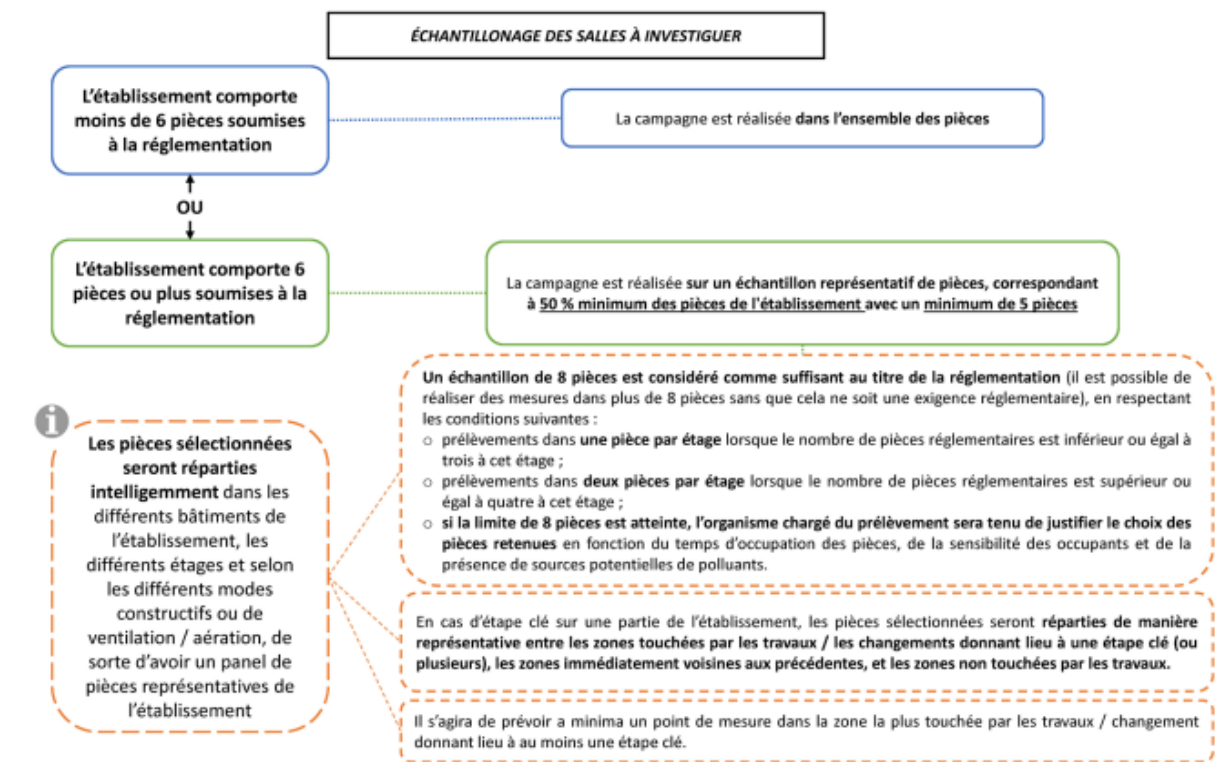 ÉCHANTILLONAGE DES SALLES À INVESTIGUER
L'établissement comporte
moins de 6 pièces soumises
à la réglementation
La campagne est réalisée dans l'ensemble des pièces
OU
L'établissement comporte 6
pièces ou plus soumises à la
réglementation
La campagne est réalisée sur un échantillon représentatif de pièces, correspondant
à 50 % minimum des pièces de l'établissement avec un minimum de 5 pièces
i
Les pièces sélectionnées
seront réparties
intelligemment dans les
différents bâtiments de
l'établissement, les
différents étages et selon
les différents modes
constructifs ou de
ventilation / aération, de
sorte d'avoir un panel de
pièces représentatives de
l'établissement
Un échantillon de 8 pièces est considéré comme suffisant au titre de la réglementation (il est possible de
réaliser des mesures dans plus de 8 pièces sans que cela ne soit une exigence réglementaire), en respectant
les conditions suivantes :
o prélèvements dans une pièce par étage lorsque le nombre de pièces réglementaires est inférieur ou égal à
trois à cet étage ;
o prélèvements dans deux pièces par étage lorsque le nombre de pièces réglementaires est supérieur ou
égal à quatre à cet étage ;
o si la limite de 8 pièces est atteinte, l'organisme chargé du prélèvement sera tenu de justifier le choix des
pièces retenues en fonction du temps d'occupation des pièces, de la sensibilité des occupants et de la
présence de sources potentielles de polluants.
En cas d'étape clé sur une partie de l'établissement, les pièces sélectionnées seront réparties de manière
représentative entre les zones touchées par les travaux / les changements donnant lieu à une étape clé (ou
plusieurs), les zones immédiatement voisines aux précédentes, et les zones non touchées par les travaux.
Il s'agira de prévoir a minima un point de mesure dans la zone la plus touchée par les travaux / changement
donnant lieu à au moins une étape clé.